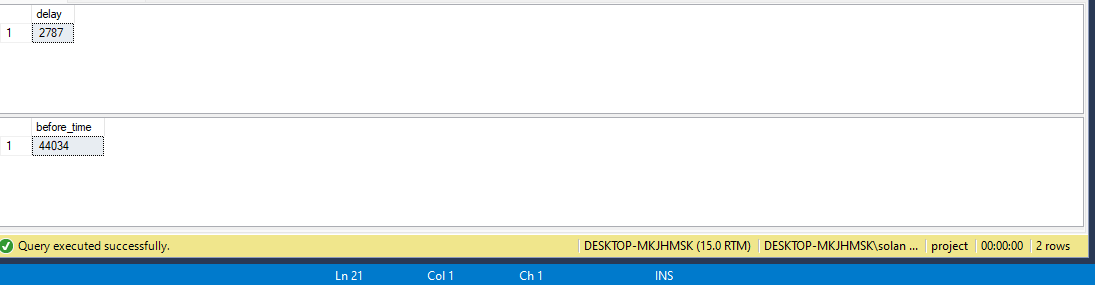 delay
1 2787
before_time
1 44034
Query executed successfully. DESKTOP-MKJHMSK (15.0 RTM) DESKTOP-MKJHMSK\solan ... project 00:00:00 2 rows
Ln 21 Col 1 Ch 1 INS